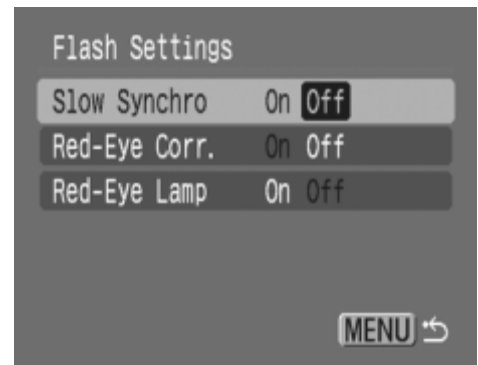 Flash Settings
Slow Synchro On Off
Red-Eye Corr. On Off
Red-Eye Lamp On Off
MENU